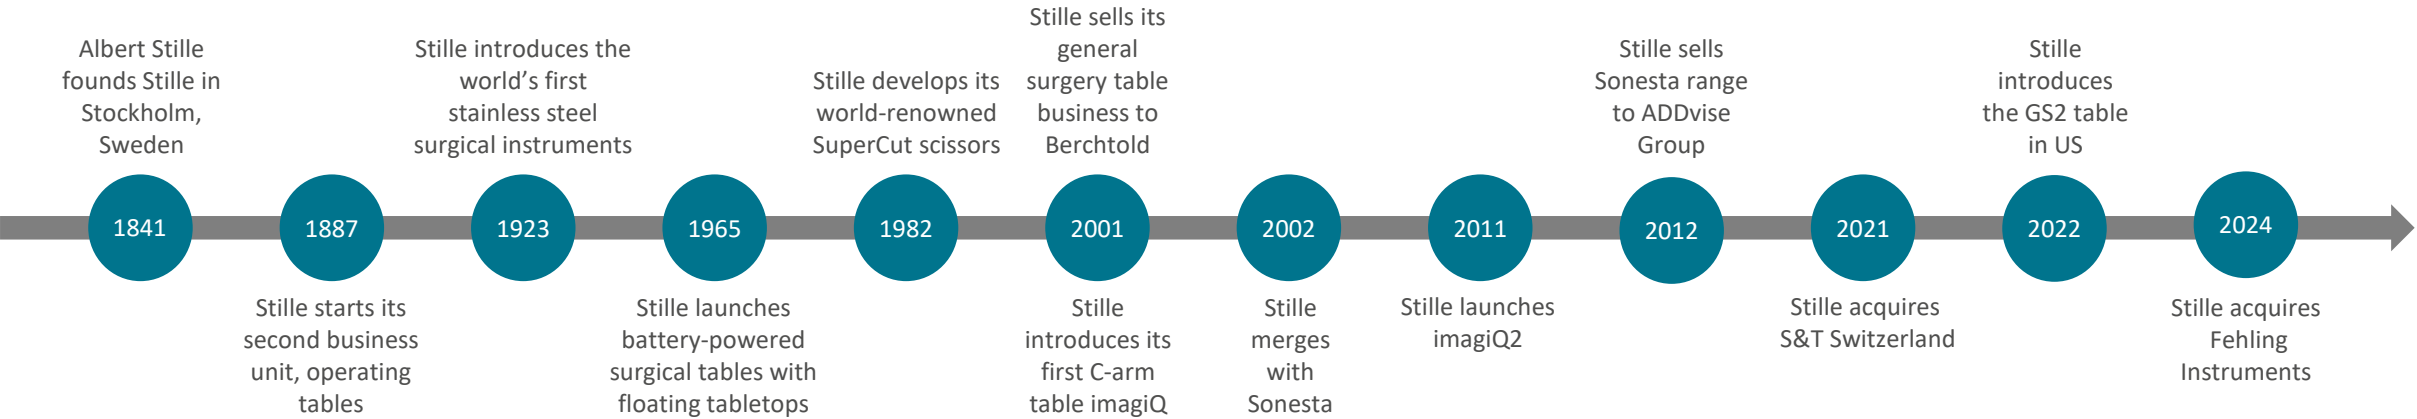 Albert Stille
founds Stille in
Stockholm,
Sweden
1841
Stille starts its
second business
unit, operating
tables
1887
Stille introduces the
world’s first
stainless steel
surgical instruments
1923
Stille launches
battery-powered
surgical tables with
floating tabletops
1965
Stille develops its
world-renowned
SuperCut scissors
1982
Stille sells its
general
surgery table
business to
Berchtold
2001
Stille
introduces its
first C-arm
table imagiQ
2002
Stille
merges
with
Sonesta
2011
Stille launches
imagiQ2
Stille sells
Sonesta range
to ADDvise
Group
2012
2021
Stille acquires
S&T Switzerland
Stille
introduces
the GS2 table
in US
2022
2024
Stille acquires
Fehling
Instruments